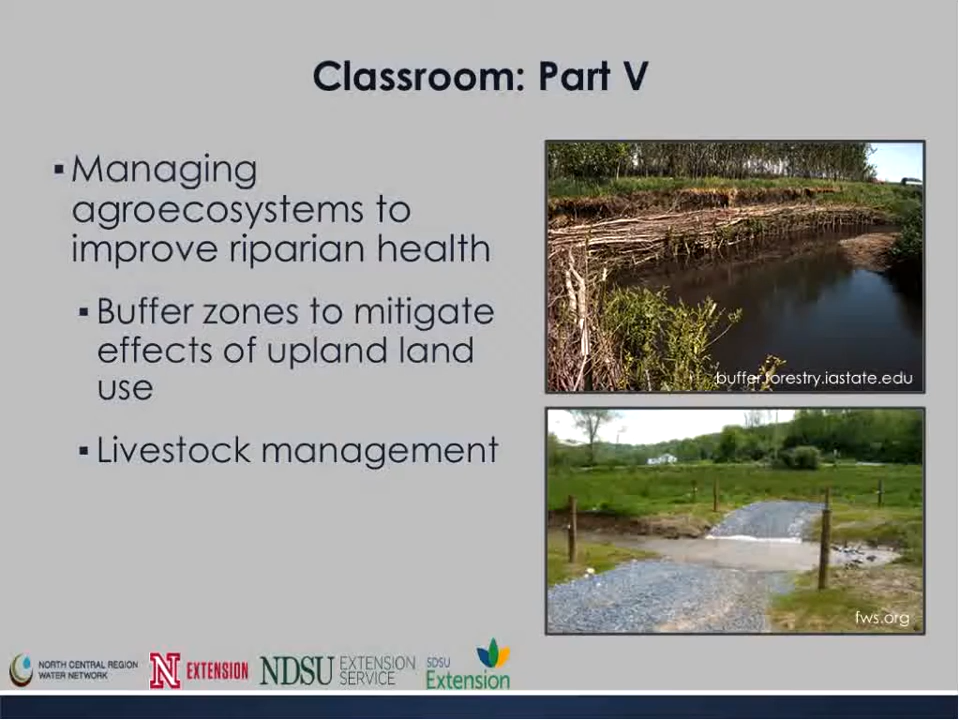 Classroom: Part V
▪Managing
agroecosystems to
improve riparian health
▪Buffer zones to mitigate
effects of upland land
use
▪Livestock management
buffer.forestry.iastate.edu
fws.org
NORTH CENTRAL REGION
WATER NETWORK
N EXTENSION
NDSU EXTENSION
SERVICE
SDSU
Extension